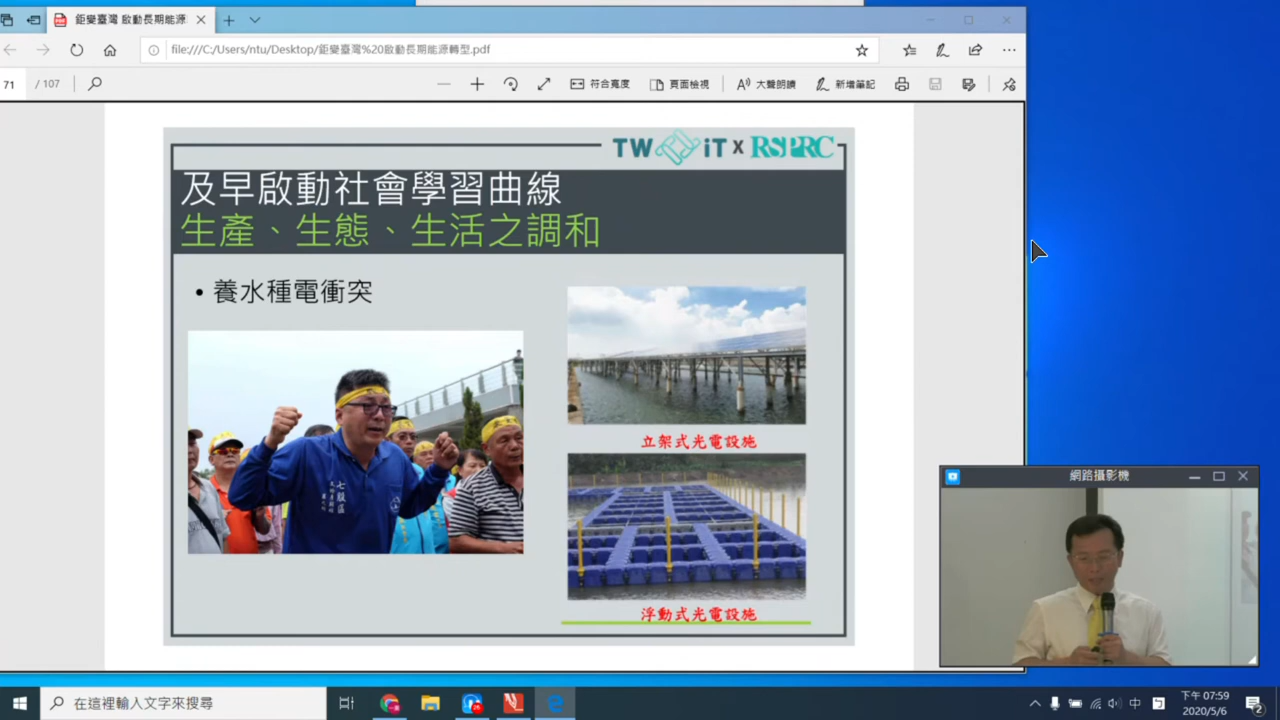 鉅變臺灣 啟動長期能源
file:///C:/Users/ntu/Desktop/鉅變臺灣%20啟動長期能源轉型.pdf
71 / 107 符合寬度 頁面檢視 大聲朗讀 新增筆記
TW iT x RSPRC
及早啟動社會學習曲線
生產、生態、生活之調和
• 養水種電衝突
七股區
立架式光電設施
浮動式光電設施
網路攝影機
在這裡輸入文字來搜尋
中
下午 07:59
2020/5/6
2